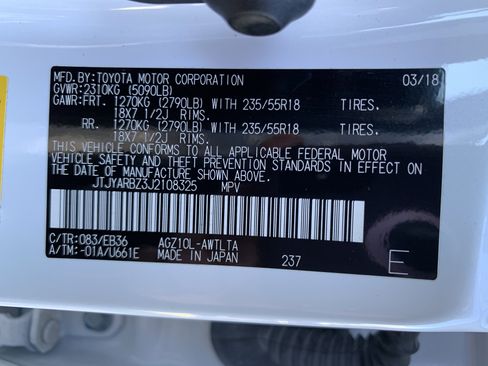 MFD.BY:TOYOTA MOTOR CORPORATION 03/18
GVWR:2310KG (5090LB)
GAWR:FRT. 1270KG (2790LB) WITH 235/55R18 TIRES.
18X7 1/2J RIMS.
RR. 1270KG (2790LB) WITH 235/55R18 TIRES.
18X7 1/2J RIMS.
THIS VEHICLE CONFORMS TO ALL APPLICABLE FEDERAL MOTOR
VEHICLE SAFETY AND THEFT PREVENTION STANDARDS IN EFFECT
ON THE DATE OF MANUFACTURE SHOWN ABOVE.
JTJYARBZ3J2108325 MPV
C/TR:083/EB36 AGZ10L-AWTLTA
A/TM:-01A/U661E MADE IN JAPAN 237 E